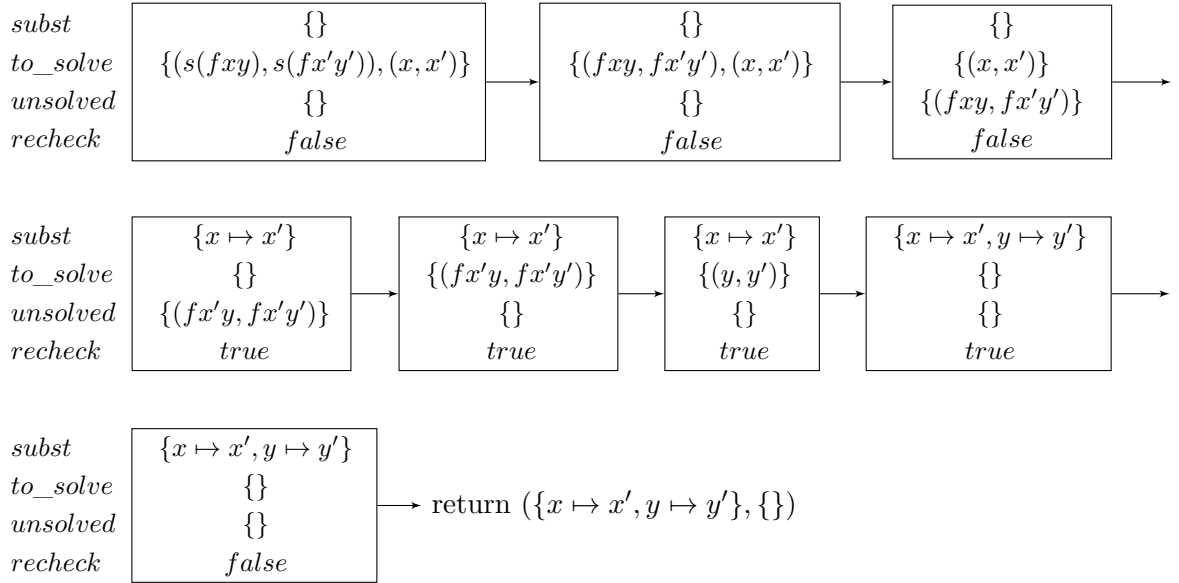 subst {} {} {}
to_solve {(s(fxy), s(fx′y′)), (x, x′)} {(fxy, fx′y′), (x, x′)} {(x, x′)}
unsolved {} {} {(fxy, fx′y′)}
recheck false false false
subst {x ↦ x′} {x ↦ x′} {x ↦ x′} {x ↦ x′, y ↦ y′}
to_solve {} {(fx′y, fx′y′)} {(y, y′)} {}
unsolved {(fx′y, fx′y′)} {} {} {}
recheck true true true true
subst {x ↦ x′, y ↦ y′}
to_solve {}
unsolved {}
recheck false
return ({x ↦ x′, y ↦ y′}, {})